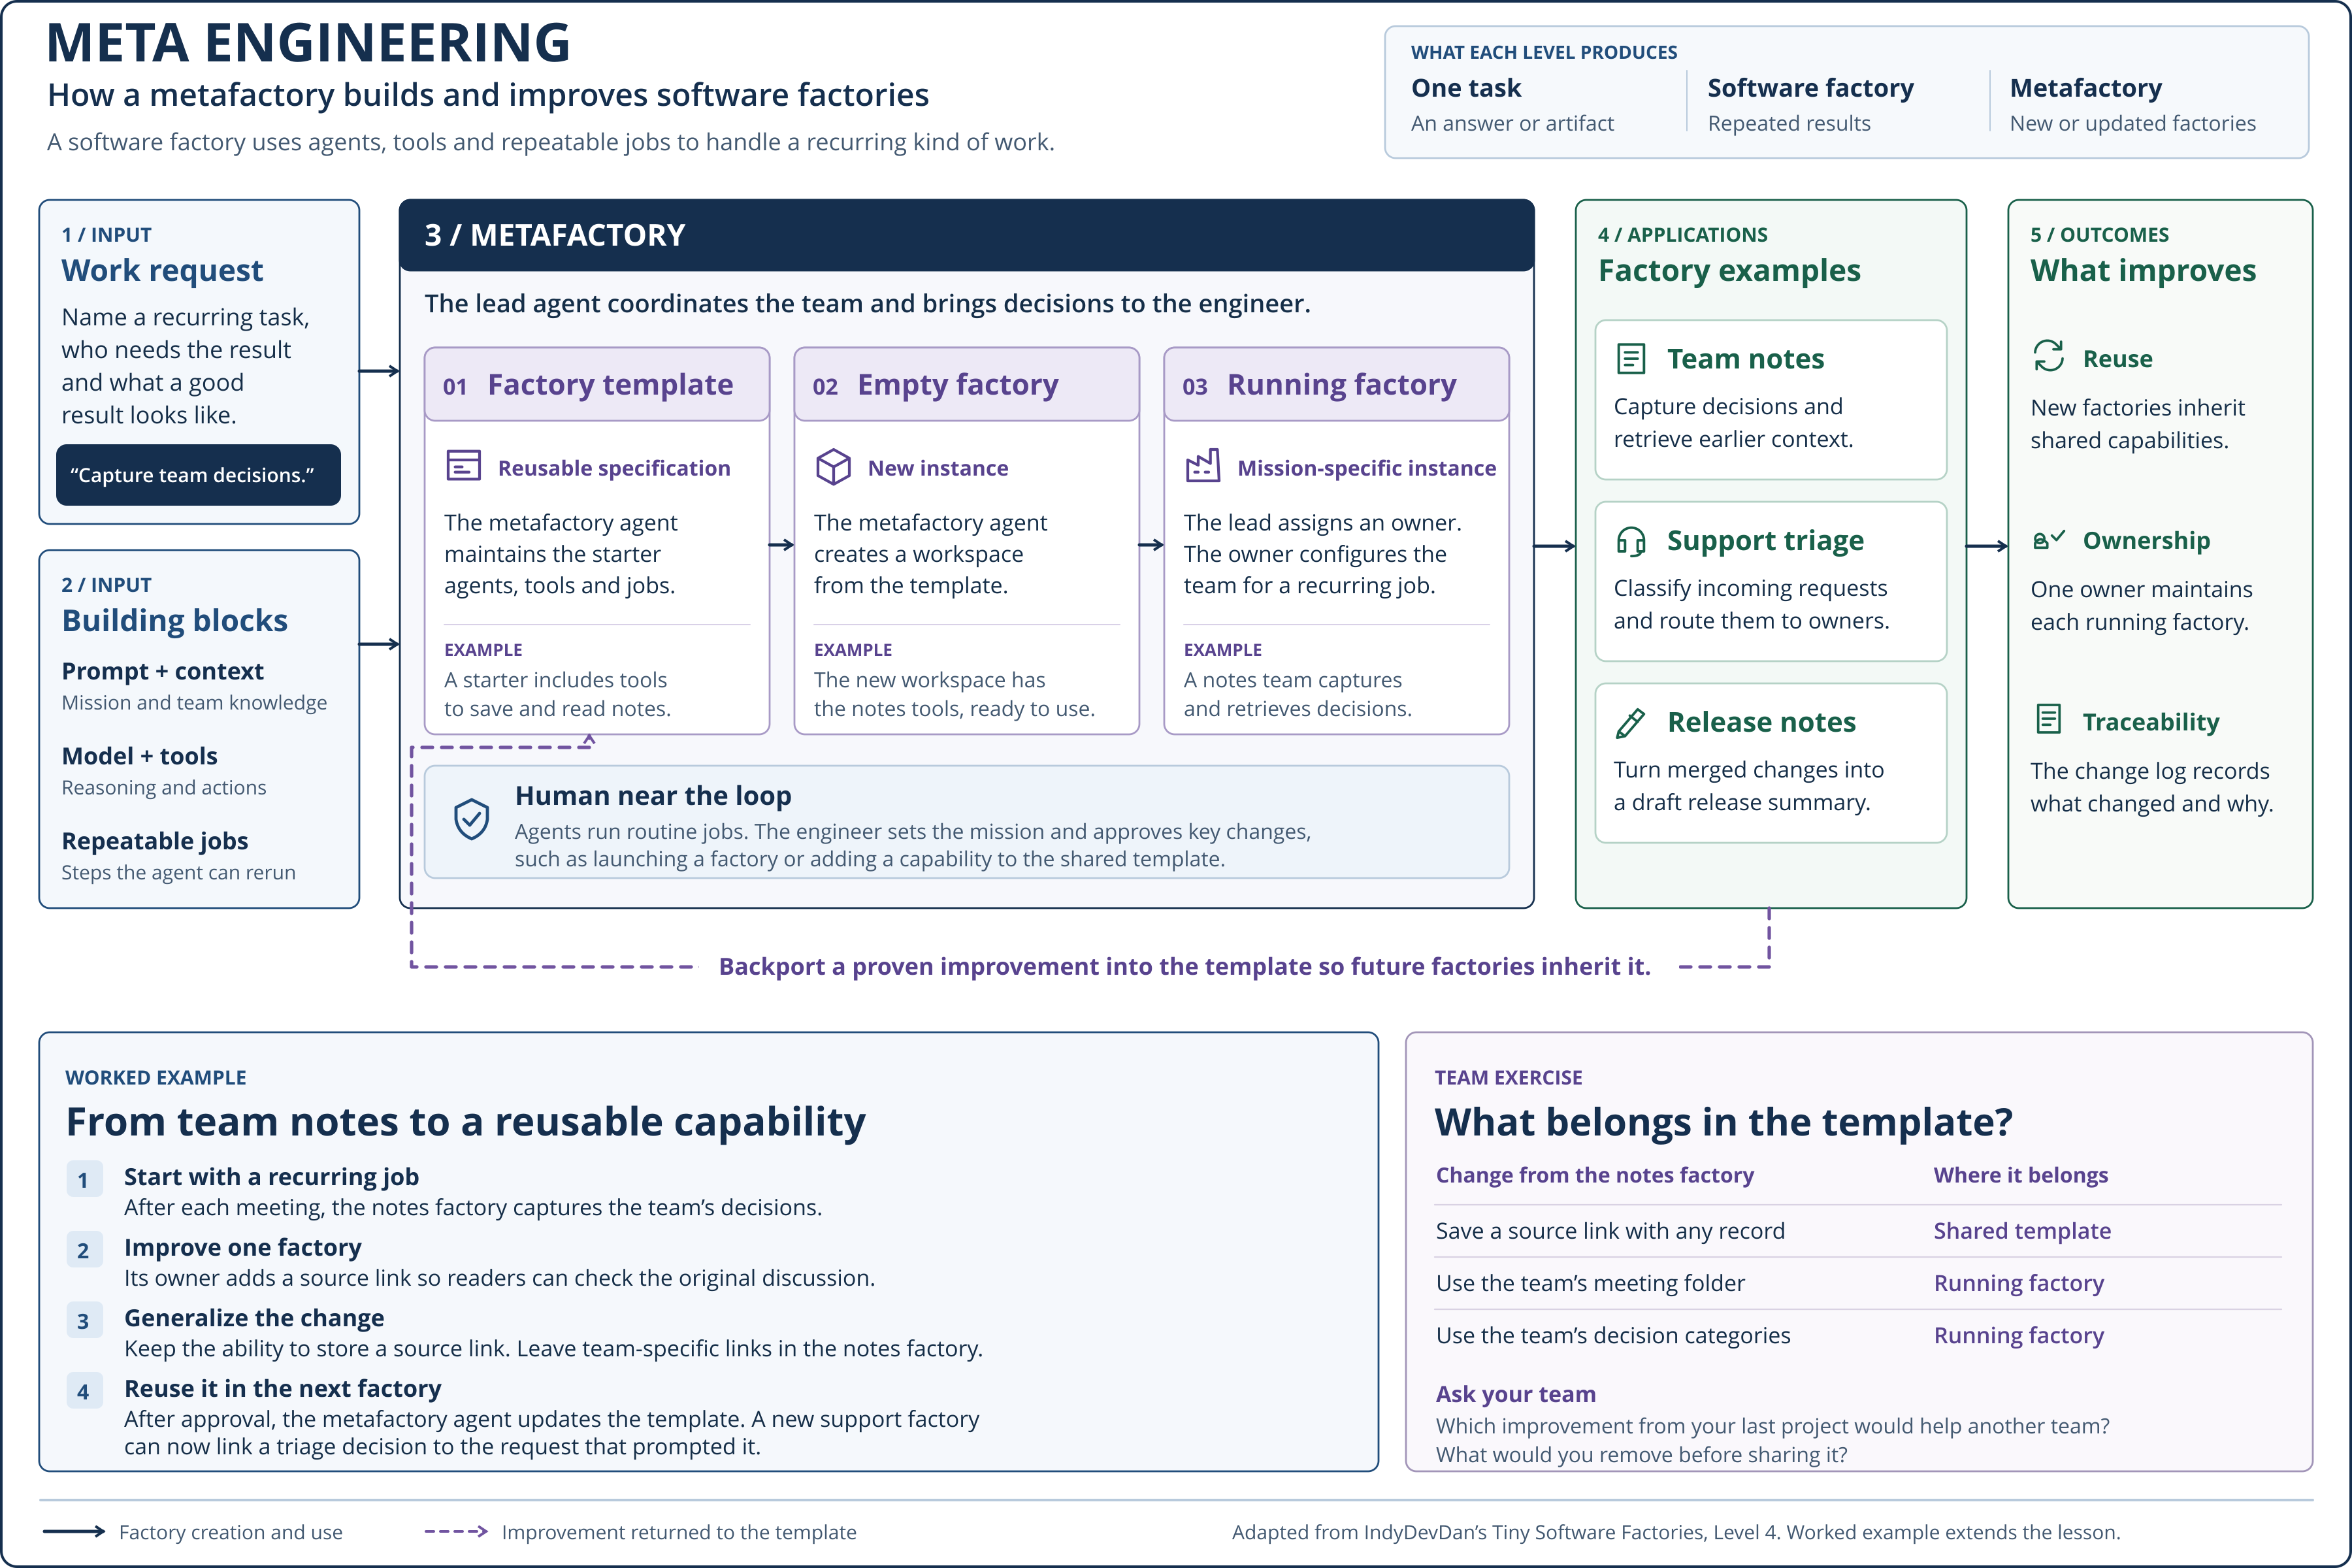 META ENGINEERING
How a metafactory builds and improves software factories
A software factory uses agents, tools and repeatable jobs to handle a recurring kind of work.
WHAT EACH LEVEL PRODUCES
One task
An answer or artifact
Software factory
Repeated results
Metafactory
New or updated factories
1 / INPUT
Work request
Name a recurring task,
who needs the result
and what a good
result looks like.
“Capture team decisions.”
2 / INPUT
Building blocks
Prompt + context
Mission and team knowledge
Model + tools
Reasoning and actions
Repeatable jobs
Steps the agent can rerun
3 / METAFACTORY
The lead agent coordinates the team and brings decisions to the engineer.
01 Factory template
Reusable specification
The metafactory agent
maintains the starter
agents, tools and jobs.
EXAMPLE
A starter includes tools
to save and read notes.
02 Empty factory
New instance
The metafactory agent
creates a workspace
from the template.
EXAMPLE
The new workspace has
the notes tools, ready to use.
03 Running factory
Mission-specific instance
The lead assigns an owner.
The owner configures the
team for a recurring job.
EXAMPLE
A notes team captures
and retrieves decisions.
Human near the loop
Agents run routine jobs. The engineer sets the mission and approves key changes,
such as launching a factory or adding a capability to the shared template.
4 / APPLICATIONS
Factory examples
Team notes
Capture decisions and
retrieve earlier context.
Support triage
Classify incoming requests
and route them to owners.
Release notes
Turn merged changes into
a draft release summary.
5 / OUTCOMES
What improves
Reuse
New factories inherit
shared capabilities.
Ownership
One owner maintains
each running factory.
Traceability
The change log records
what changed and why.
Backport a proven improvement into the template so future factories inherit it.
WORKED EXAMPLE
From team notes to a reusable capability
1 Start with a recurring job
After each meeting, the notes factory captures the team’s decisions.
2 Improve one factory
Its owner adds a source link so readers can check the original discussion.
3 Generalize the change
Keep the ability to store a source link. Leave team-specific links in the notes factory.
4 Reuse it in the next factory
After approval, the metafactory agent updates the template. A new support factory
can now link a triage decision to the request that prompted it.
TEAM EXERCISE
What belongs in the template?
Change from the notes factory Where it belongs
Save a source link with any record Shared template
Use the team’s meeting folder Running factory
Use the team’s decision categories Running factory
Ask your team
Which improvement from your last project would help another team?
What would you remove before sharing it?
Factory creation and use
Improvement returned to the template
Adapted from IndyDevDan’s Tiny Software Factories, Level 4. Worked example extends the lesson.